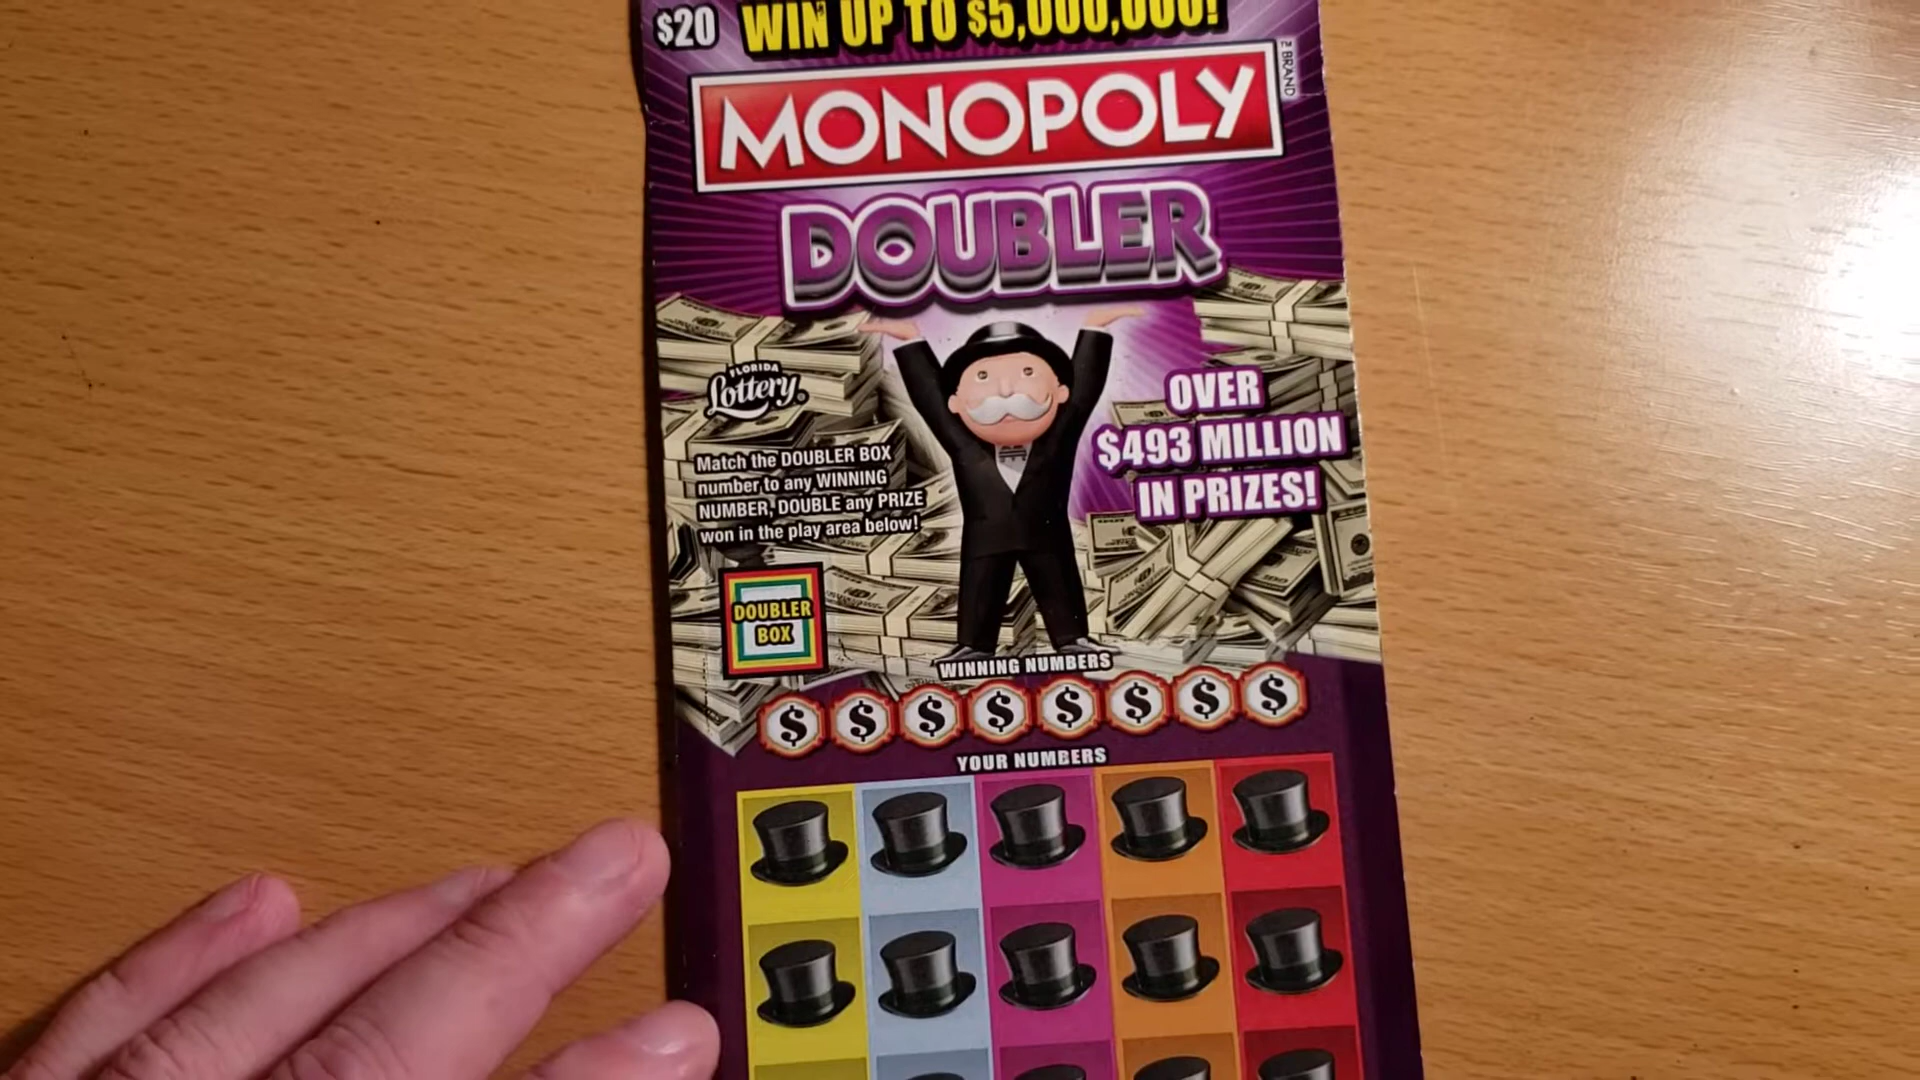 $20
WIN UP TO $5,000,000!
MONOPOLY
™ BRAND
DOUBLER
FLORIDA
Lottery®
OVER
$493 MILLION
IN PRIZES!
Match the DOUBLER BOX
number to any WINNING
NUMBER, DOUBLE any PRIZE
won in the play area below!
DOUBLER
BOX
WINNING NUMBERS
$ $ $ $ $ $ $ $
YOUR NUMBERS